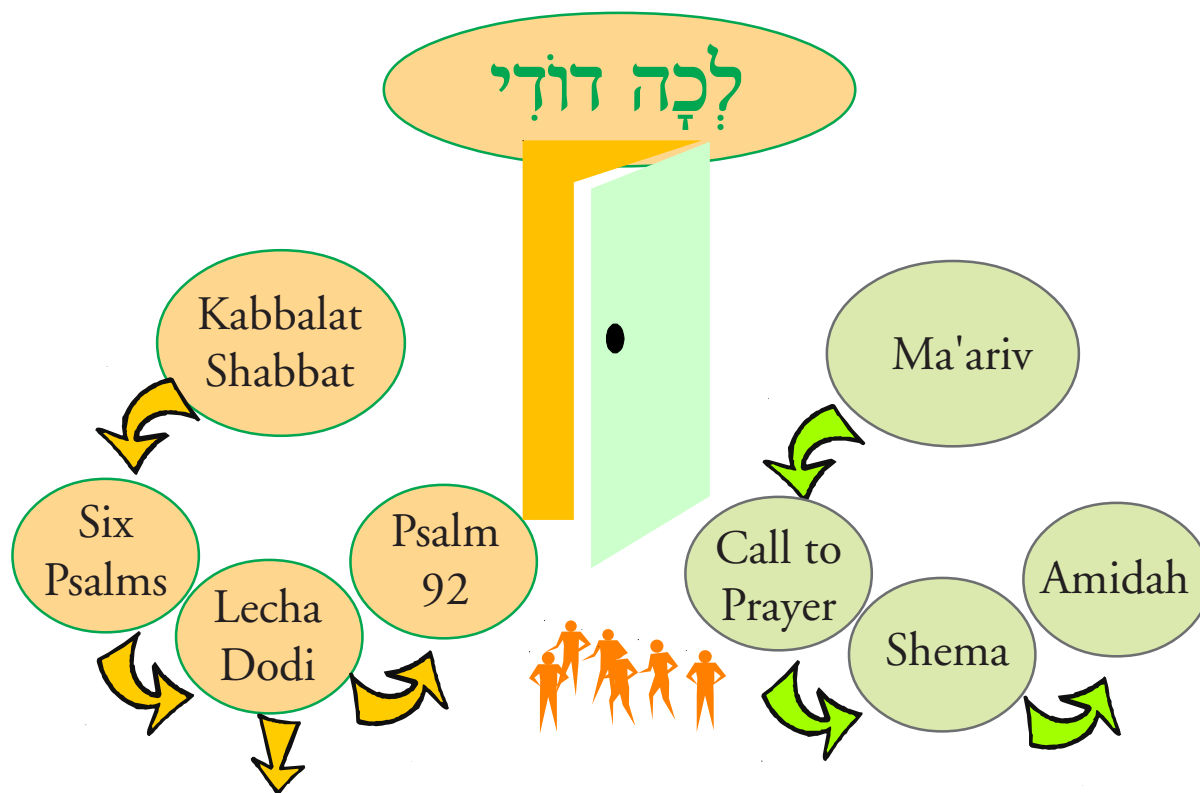 לְכָה דוֹדִי
Kabbalat
Shabbat
Six
Psalms
Lecha
Dodi
Psalm
92
Ma'ariv
Call to
Prayer
Shema
Amidah